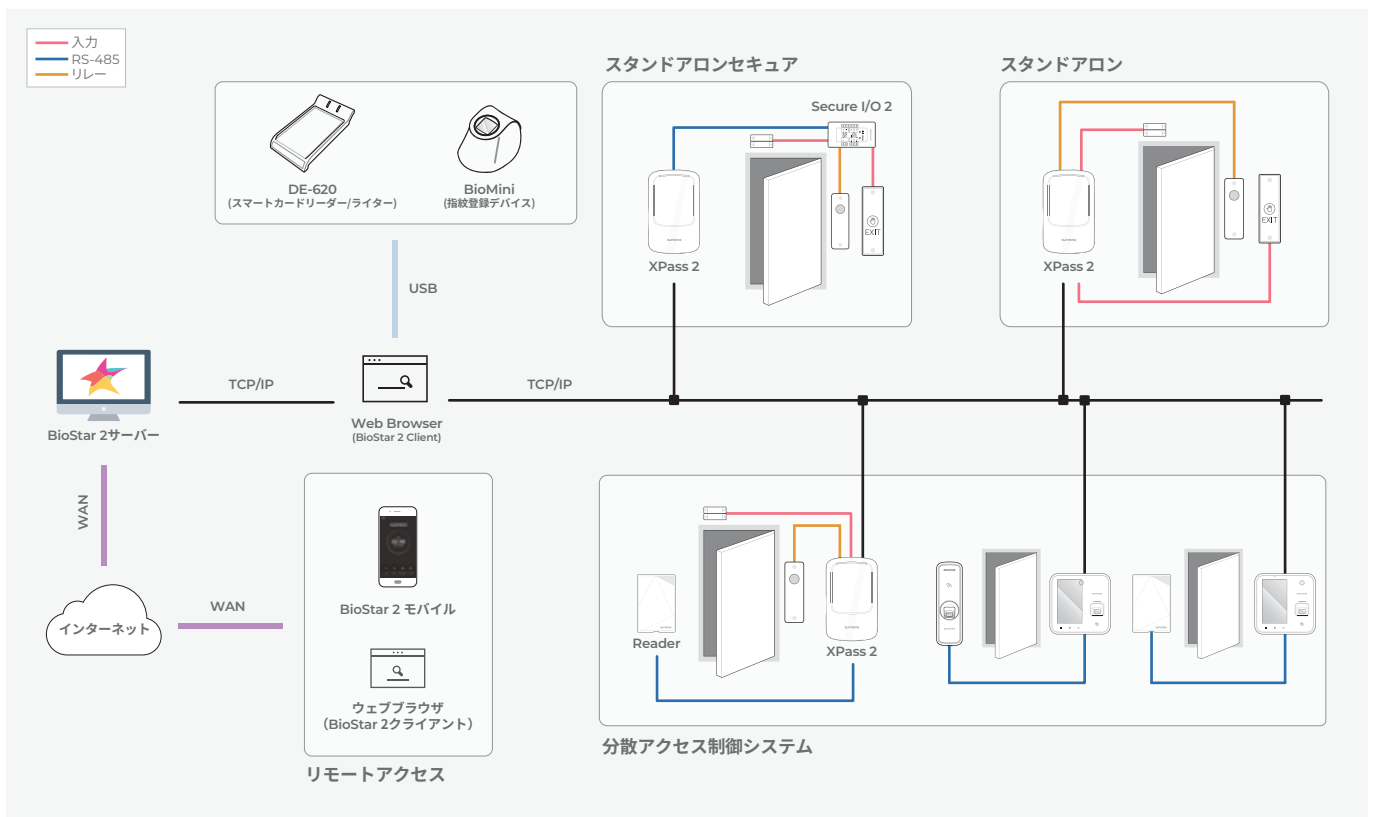 入力
RS-485
リレー
DE-620
(スマートカードリーダー/ライター)
BioMini
(指紋登録デバイス)
USB
スタンドアロンセキュア
Secure I/O 2
EXIT
XPass 2
スタンドアロン
EXIT
XPass 2
BioStar 2サーバー
TCP/IP
Web Browser
(BioStar 2 Client)
TCP/IP
WAN
インターネット
WAN
BioStar 2 モバイル
ウェブブラウザ
（BioStar 2クライアント）
リモートアクセス
Reader
XPass 2
分散アクセス制御システム